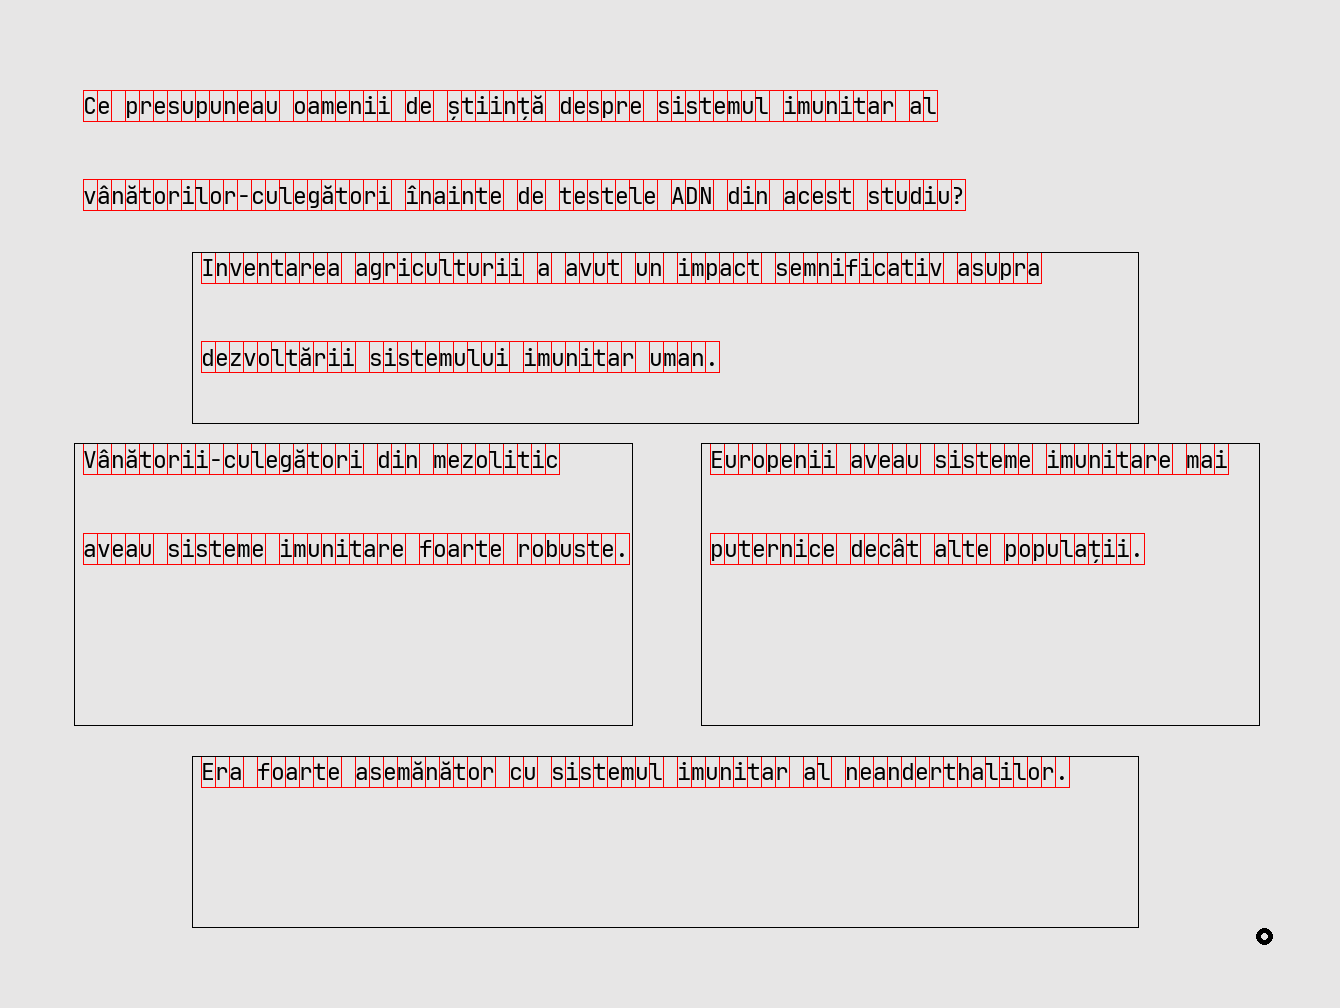 Ce presupuneau oamenii de știință despre sistemul imunitar al
vânătorilor-culegători înainte de testele ADN din acest studiu?
Inventarea agriculturii a avut un impact semnificativ asupra
dezvoltării sistemului imunitar uman.
Vânătorii-culegători din mezolitic
aveau sisteme imunitare foarte robuste.
Europenii aveau sisteme imunitare mai
puternice decât alte populații.
Era foarte asemănător cu sistemul imunitar al neanderthalilor.